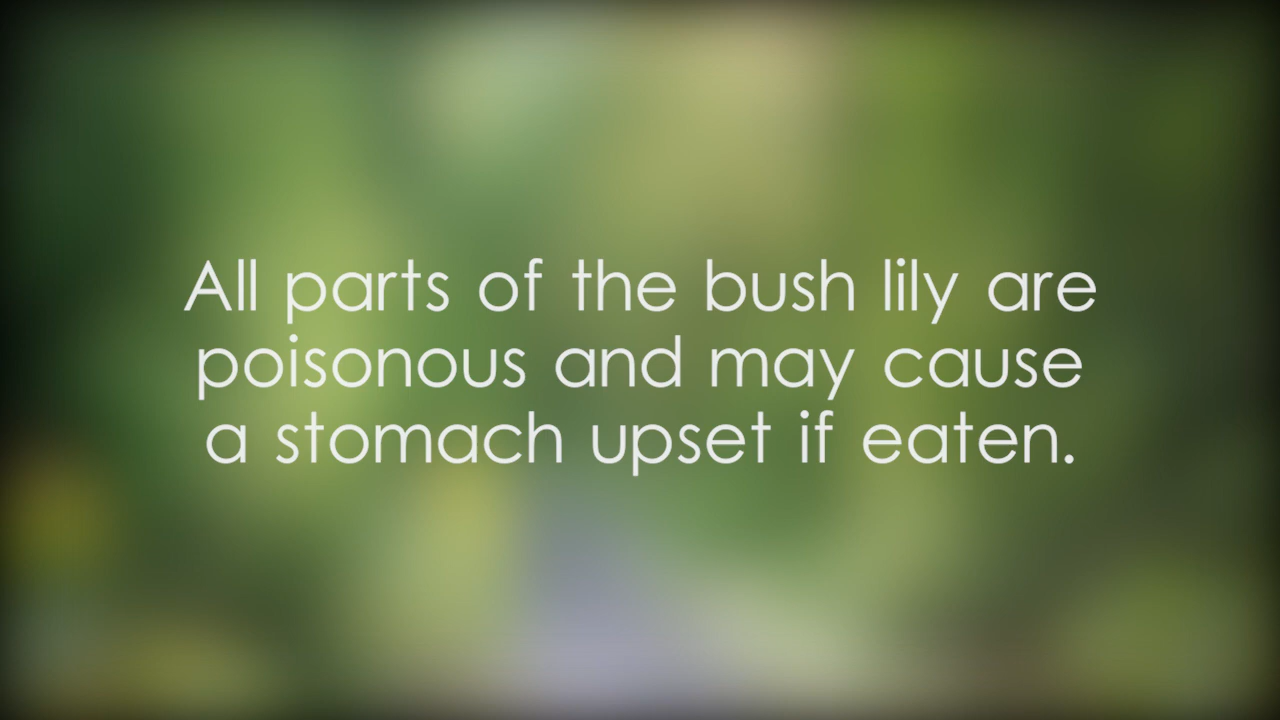 All parts of the bush lily are
poisonous and may cause
a stomach upset if eaten.